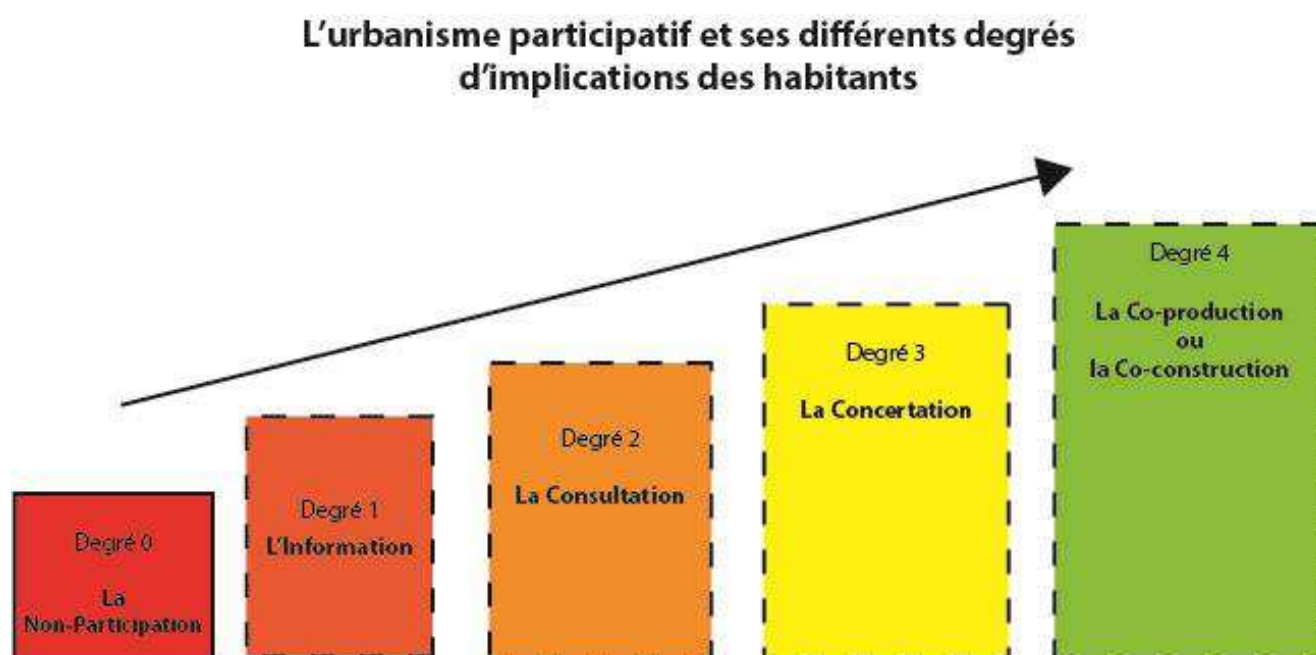 L'urbanisme participatif et ses différents degrés
d'implications des habitants
Degré 0
La
Non-Participation
Degré 1
L'Information
Degré 2
La Consultation
Degré 3
La Concertation
Degré 4
La Co-production
ou
la Co-construction